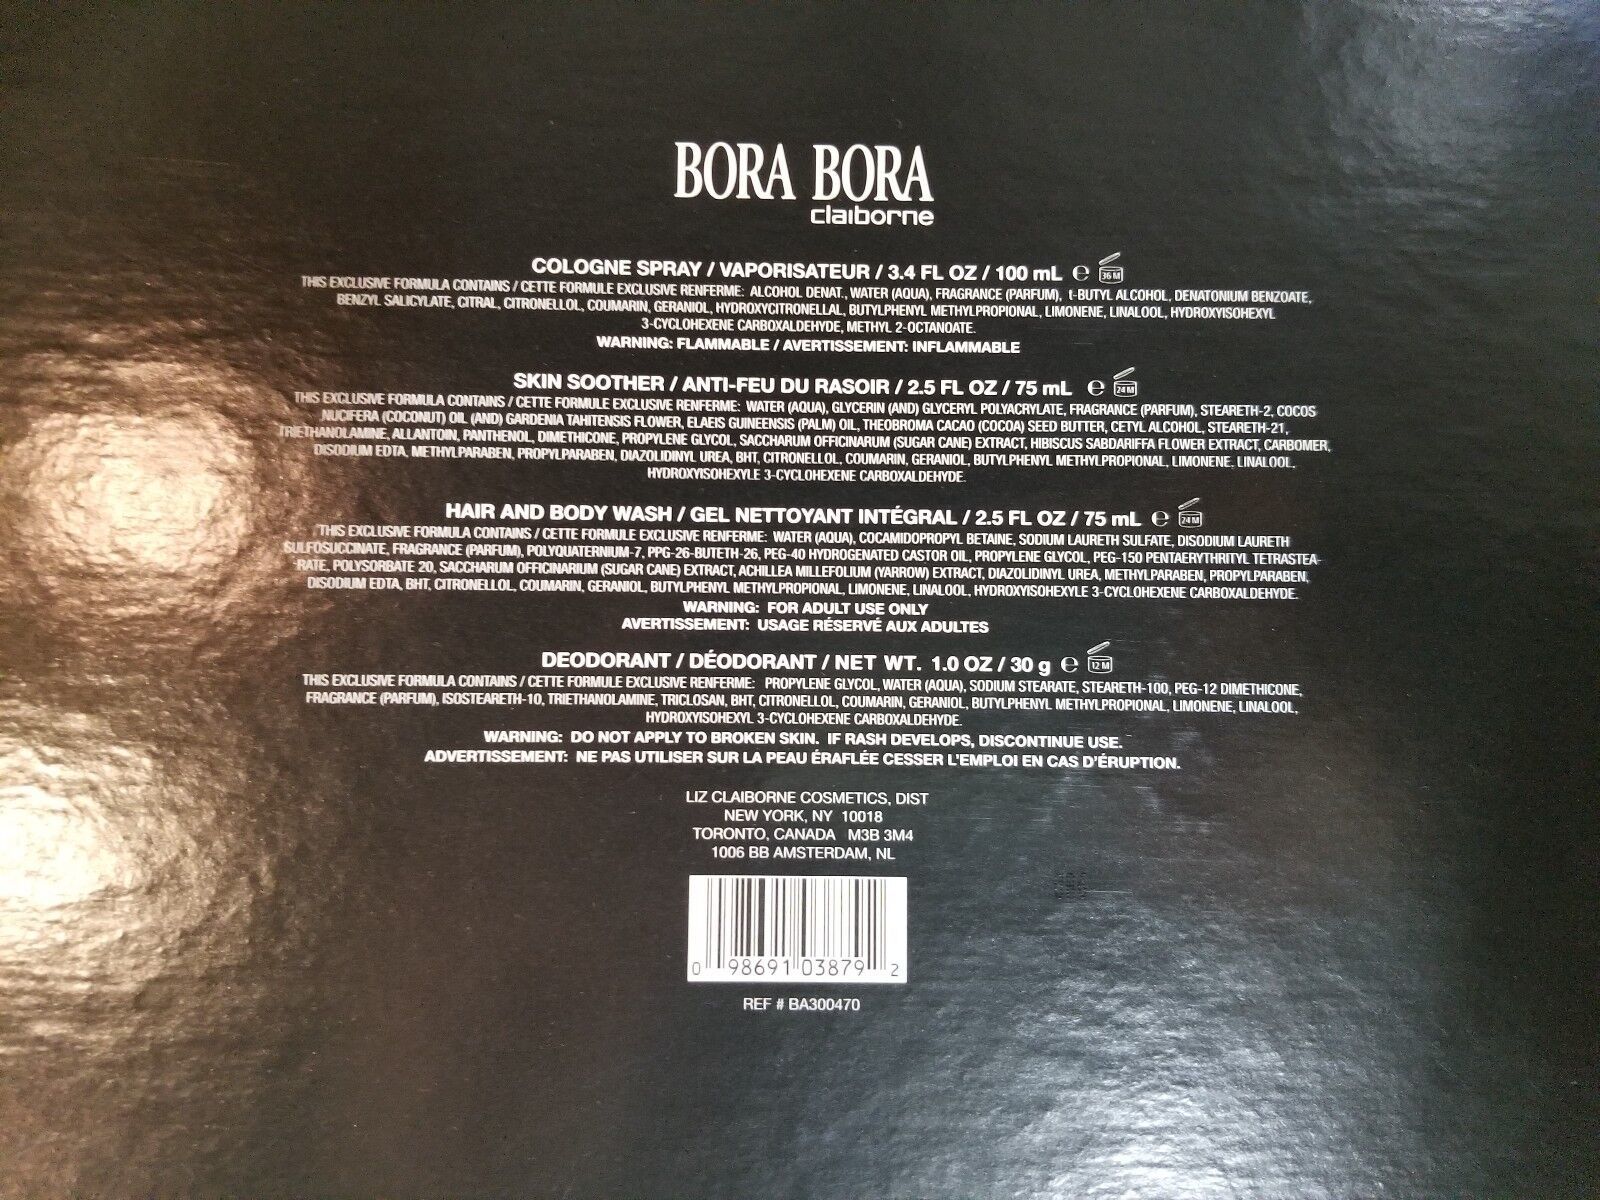 BORA BORA
claiborne
COLOGNE SPRAY / VAPORISATEUR / 3.4 FL OZ / 100 mL ℮ 36 M
THIS EXCLUSIVE FORMULA CONTAINS / CETTE FORMULE EXCLUSIVE RENFERME: ALCOHOL DENAT., WATER (AQUA), FRAGRANCE (PARFUM), t-BUTYL ALCOHOL, DENATONIUM BENZOATE,
BENZYL SALICYLATE, CITRAL, CITRONELLOL, COUMARIN, GERANIOL, HYDROXYCITRONELLAL, BUTYLPHENYL METHYLPROPIONAL, LIMONENE, LINALOOL, HYDROXYISOHEXYL
3-CYCLOHEXENE CARBOXALDEHYDE, METHYL 2-OCTANOATE.
WARNING: FLAMMABLE / AVERTISSEMENT: INFLAMMABLE
SKIN SOOTHER / ANTI-FEU DU RASOIR / 2.5 FL OZ / 75 mL ℮ 24 M
THIS EXCLUSIVE FORMULA CONTAINS / CETTE FORMULE EXCLUSIVE RENFERME: WATER (AQUA), GLYCERIN (AND) GLYCERYL POLYACRYLATE, FRAGRANCE (PARFUM), STEARETH-2, COCOS
NUCIFERA (COCONUT) OIL (AND) GARDENIA TAHITENSIS FLOWER, ELAEIS GUINEENSIS (PALM) OIL, THEOBROMA CACAO (COCOA) SEED BUTTER, CETYL ALCOHOL, STEARETH-21,
TRIETHANOLAMINE, ALLANTOIN, PANTHENOL, DIMETHICONE, PROPYLENE GLYCOL, SACCHARUM OFFICINARUM (SUGAR CANE) EXTRACT, HIBISCUS SABDARIFFA FLOWER EXTRACT, CARBOMER,
DISODIUM EDTA, METHYLPARABEN, PROPYLPARABEN, DIAZOLIDINYL UREA, BHT, CITRONELLOL, COUMARIN, GERANIOL, BUTYLPHENYL METHYLPROPIONAL, LIMONENE, LINALOOL,
HYDROXYISOHEXYLE 3-CYCLOHEXENE CARBOXALDEHYDE.
HAIR AND BODY WASH / GEL NETTOYANT INTÉGRAL / 2.5 FL OZ / 75 mL ℮ 24 M
THIS EXCLUSIVE FORMULA CONTAINS / CETTE FORMULE EXCLUSIVE RENFERME: WATER (AQUA), COCAMIDOPROPYL BETAINE, SODIUM LAURETH SULFATE, DISODIUM LAURETH
SULFOSUCCINATE, FRAGRANCE (PARFUM), POLYQUATERNIUM-7, PPG-26-BUTETH-26, PEG-40 HYDROGENATED CASTOR OIL, PROPYLENE GLYCOL, PEG-150 PENTAERYTHRITYL TETRASTEA-
RATE, POLYSORBATE 20, SACCHARUM OFFICINARUM (SUGAR CANE) EXTRACT, ACHILLEA MILLEFOLIUM (YARROW) EXTRACT, DIAZOLIDINYL UREA, METHYLPARABEN, PROPYLPARABEN,
DISODIUM EDTA, BHT, CITRONELLOL, COUMARIN, GERANIOL, BUTYLPHENYL METHYLPROPIONAL, LIMONENE, LINALOOL, HYDROXYISOHEXYLE 3-CYCLOHEXENE CARBOXALDEHYDE.
WARNING: FOR ADULT USE ONLY
AVERTISSEMENT: USAGE RÉSERVÉ AUX ADULTES
DEODORANT / DÉODORANT / NET WT. 1.0 OZ / 30 g ℮ 12 M
THIS EXCLUSIVE FORMULA CONTAINS / CETTE FORMULE EXCLUSIVE RENFERME: PROPYLENE GLYCOL, WATER (AQUA), SODIUM STEARATE, STEARETH-100, PEG-12 DIMETHICONE,
FRAGRANCE (PARFUM), ISOSTEARETH-10, TRIETHANOLAMINE, TRICLOSAN, BHT, CITRONELLOL, COUMARIN, GERANIOL, BUTYLPHENYL METHYLPROPIONAL, LIMONENE, LINALOOL,
HYDROXYISOHEXYL 3-CYCLOHEXENE CARBOXALDEHYDE.
WARNING: DO NOT APPLY TO BROKEN SKIN. IF RASH DEVELOPS, DISCONTINUE USE.
ADVERTISSEMENT: NE PAS UTILISER SUR LA PEAU ÉRAFLÉE CESSER L'EMPLOI EN CAS D'ÉRUPTION.
LIZ CLAIBORNE COSMETICS, DIST
NEW YORK, NY 10018
TORONTO, CANADA M3B 3M4
1006 BB AMSTERDAM, NL
0 98691 03879 2
REF # BA300470